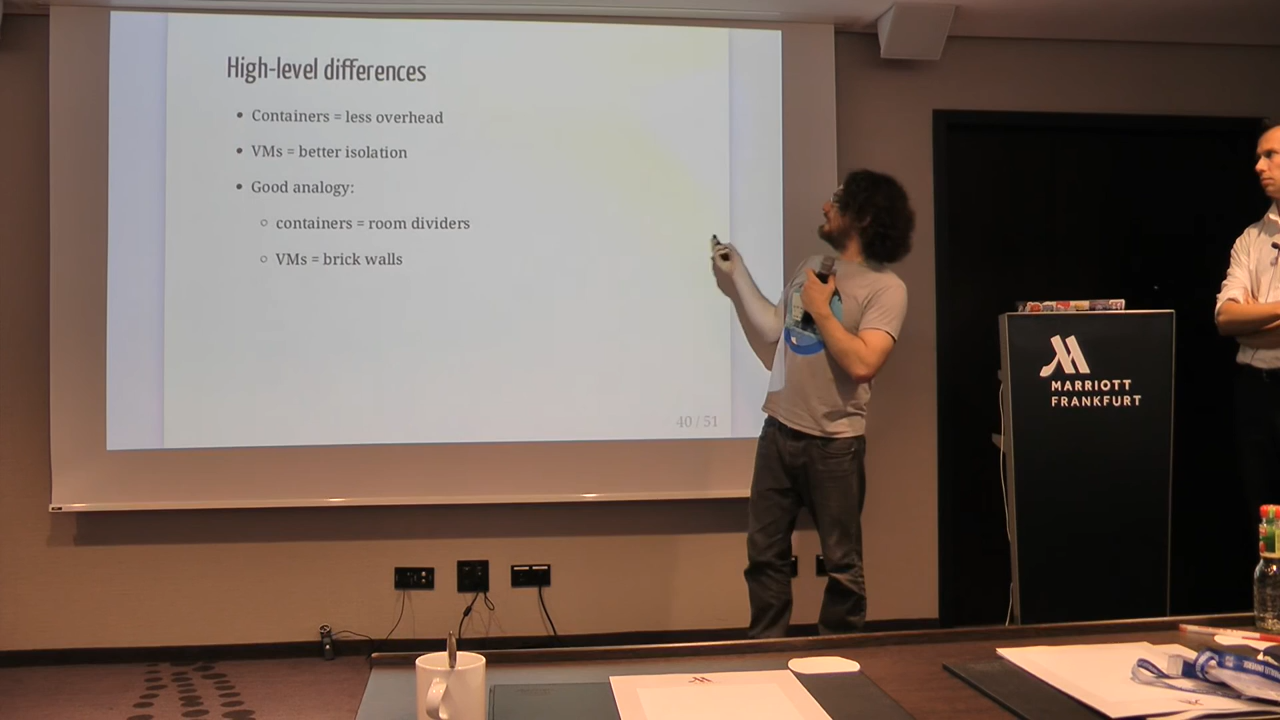 High-level differences
Containers = less overhead
VMs = better isolation
Good analogy:
containers = room dividers
VMs = brick walls
40 / 51
MARRIOTT
FRANKFURT